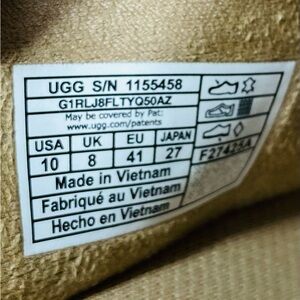 UGG S/N 1155458
G1RLJ8FLTYQ50AZ
May be covered by Pat:
www.ugg.com/patents
USA UK EU JAPAN
10 8 41 27
F27425A
Made in Vietnam
Fabriqué au Vietnam
Hecho en Vietnam